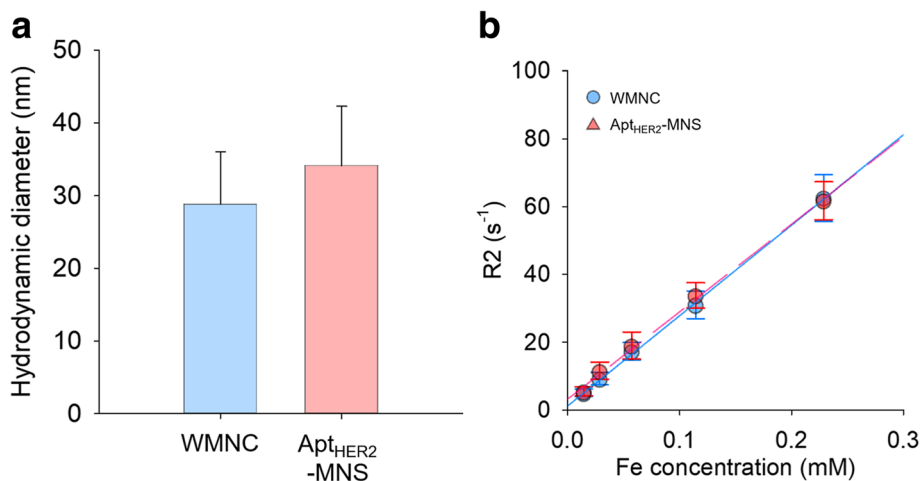 a
50
40
30
20
10
0
Hydrodynamic diameter (nm)
WMNC
AptHER2
-MNS
b
100
80
60
40
20
0
R2 (s-1)
WMNC
AptHER2-MNS
0.0 0.1 0.2 0.3
Fe concentration (mM)